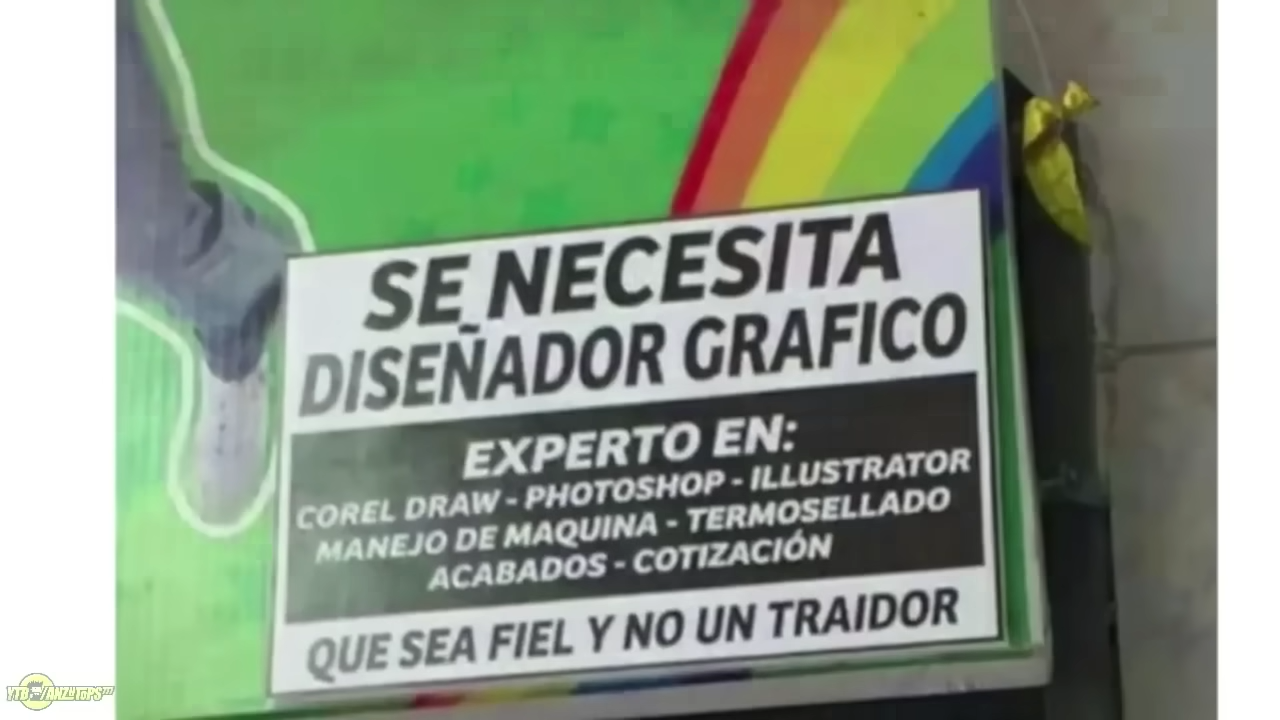 SE NECESITA
DISEÑADOR GRAFICO
EXPERTO EN:
COREL DRAW - PHOTOSHOP - ILLUSTRATOR
MANEJO DE MAQUINA - TERMOSELLADO
ACABADOS - COTIZACIÓN
QUE SEA FIEL Y NO UN TRAIDOR